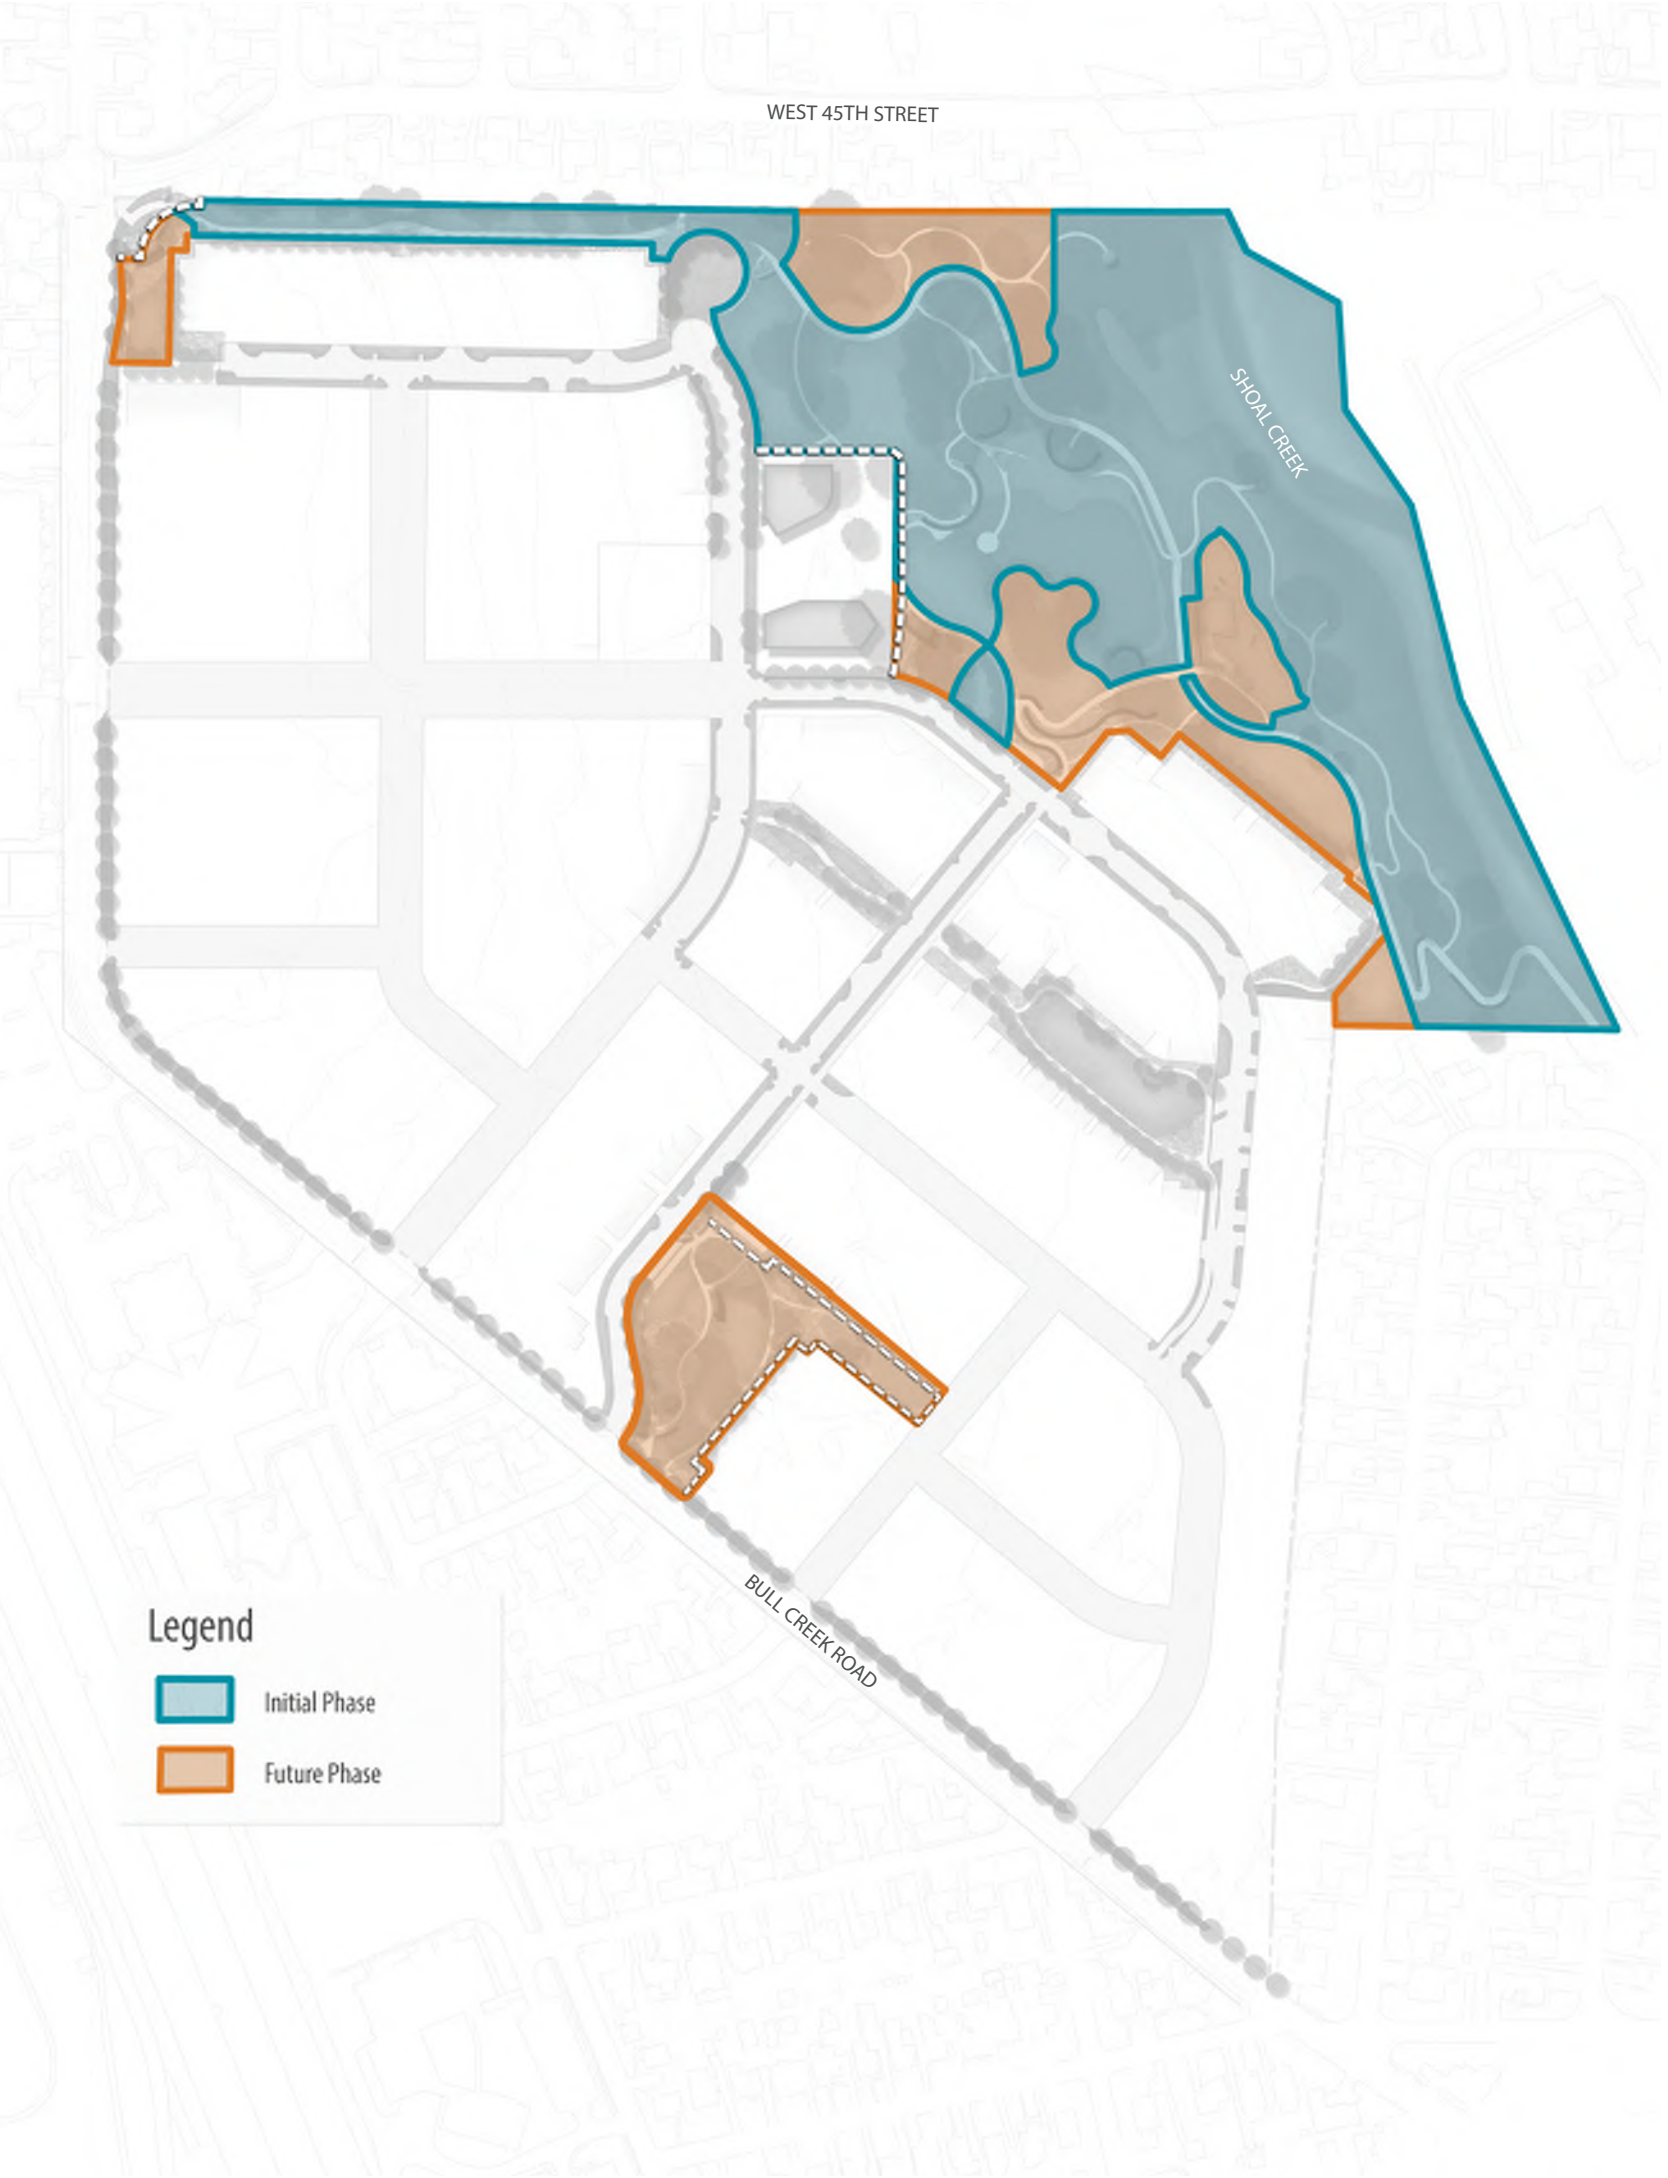 WEST 45TH STREET
SHOAL CREEK
BULL CREEK ROAD
Legend
Initial Phase
Future Phase